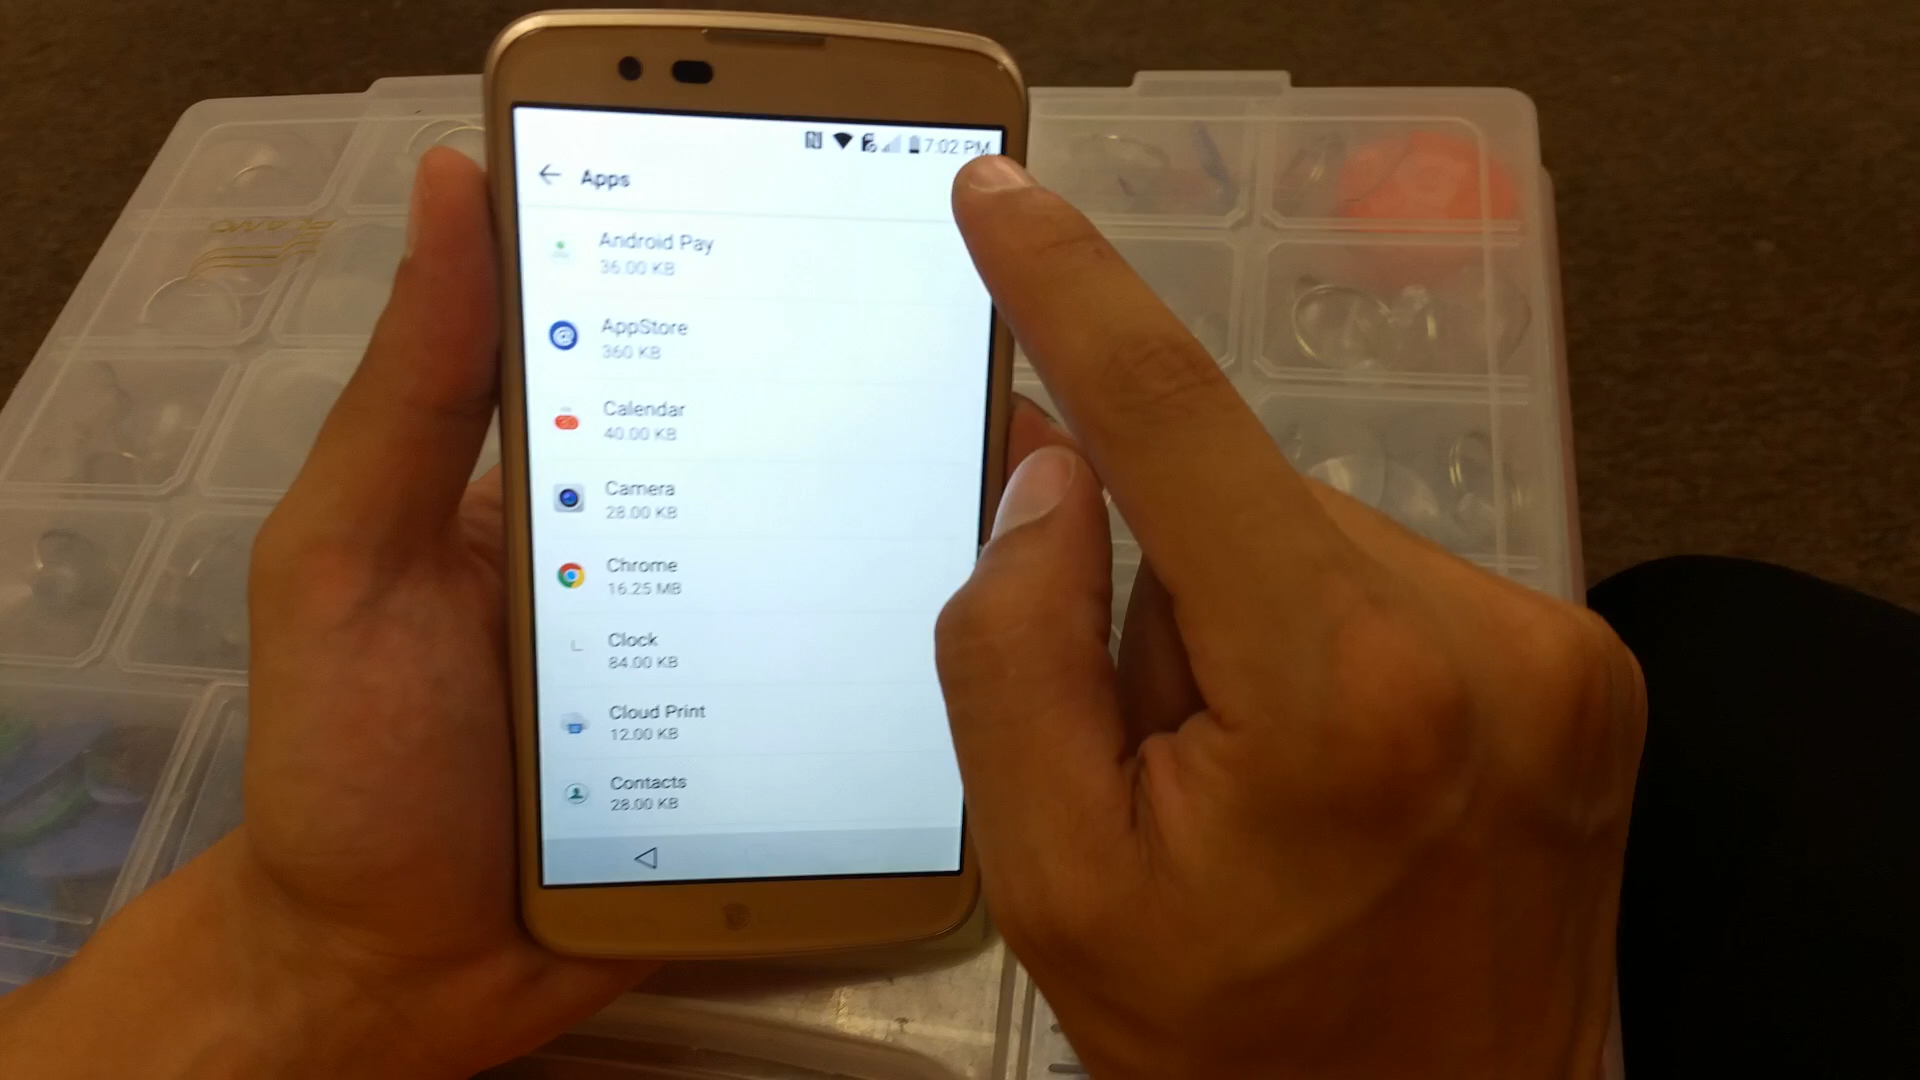 7:02 PM
Apps
Android Pay
36.00 KB
AppStore
360 KB
Calendar
40.00 KB
Camera
28.00 KB
Chrome
16.25 MB
Clock
84.00 KB
Cloud Print
12.00 KB
Contacts
28.00 KB